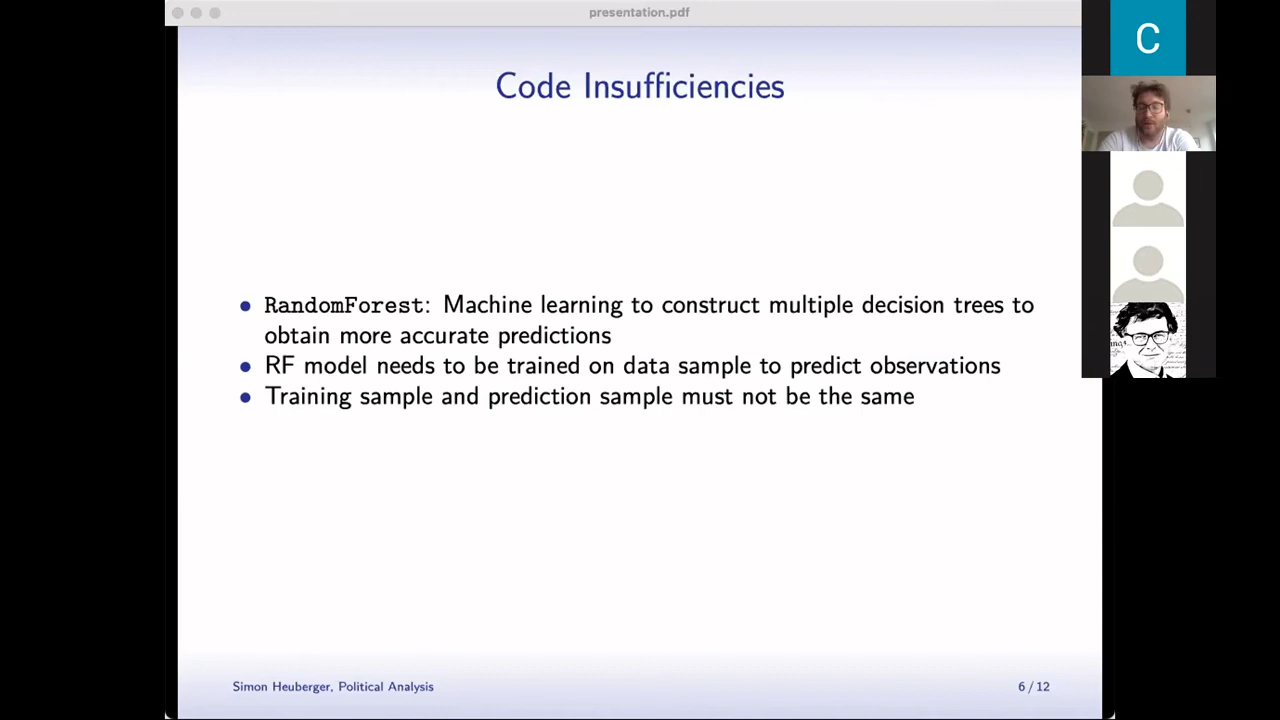 presentation.pdf
C
Code Insufficiencies
• RandomForest: Machine learning to construct multiple decision trees to
obtain more accurate predictions
• RF model needs to be trained on data sample to predict observations
• Training sample and prediction sample must not be the same
Simon Heuberger, Political Analysis
6 / 12